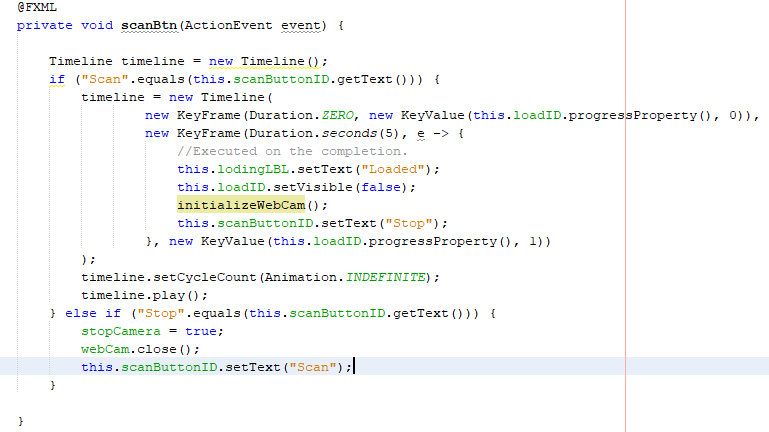 @FXML
private void scanBtn(ActionEvent event) {
Timeline timeline = new Timeline();
if ("Scan".equals(this.scanButtonID.getText())) {
timeline = new Timeline(
new KeyFrame(Duration.ZERO, new KeyValue(this.loadID.progressProperty(), 0)),
new KeyFrame(Duration.seconds(5), e -> {
//Executed on the completion.
this.lodingLBL.setText("Loaded");
this.loadID.setVisible(false);
initializeWebCam();
this.scanButtonID.setText("Stop");
}, new KeyValue(this.loadID.progressProperty(), 1))
);
timeline.setCycleCount(Animation.INDEFINITE);
timeline.play();
} else if ("Stop".equals(this.scanButtonID.getText())) {
stopCamera = true;
webCam.close();
this.scanButtonID.setText("Scan");
}
}